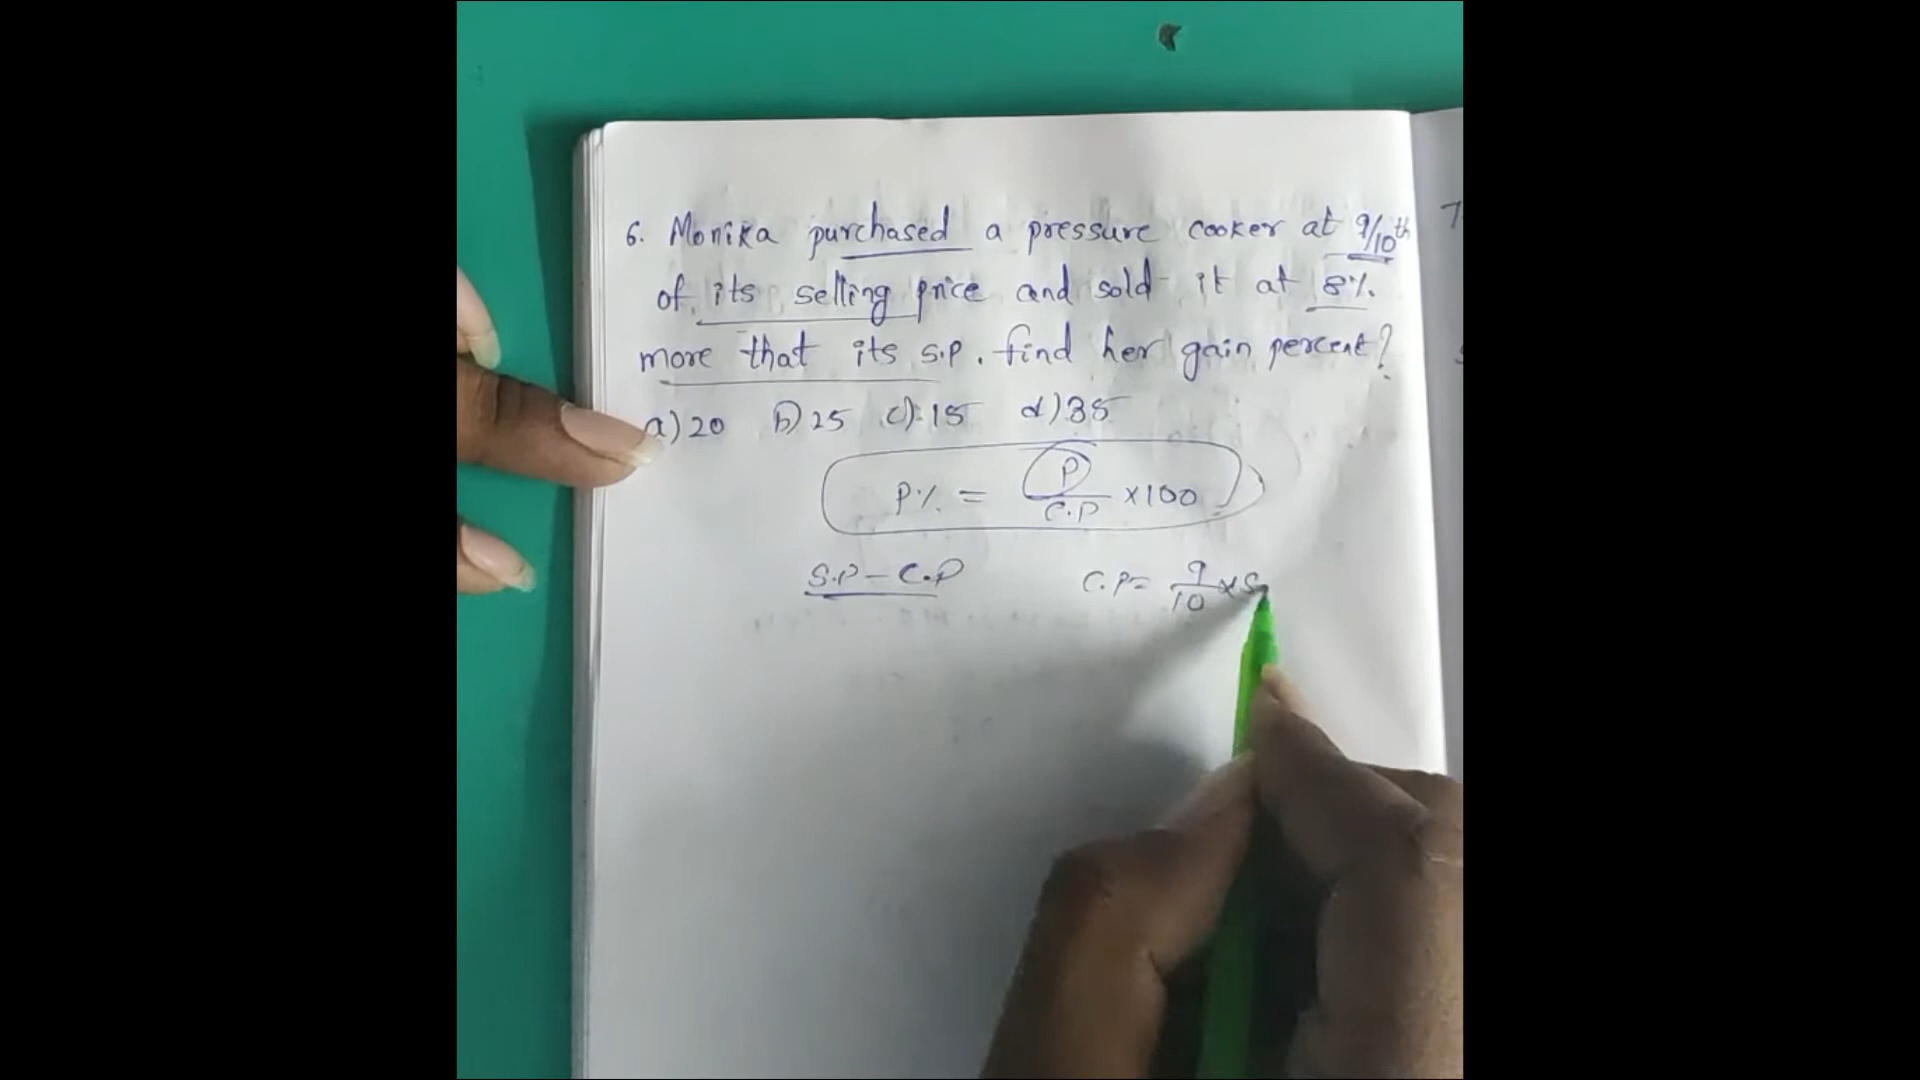 6. Monika purchased a pressure cooker at 9/10th
of its selling price and sold it at 8%
more that its s.p. find her gain percent?
a) 20 b) 25 c) 15 d) 35
P% = P/C.P ×100
S.P - C.P C.P = 9/10 × S